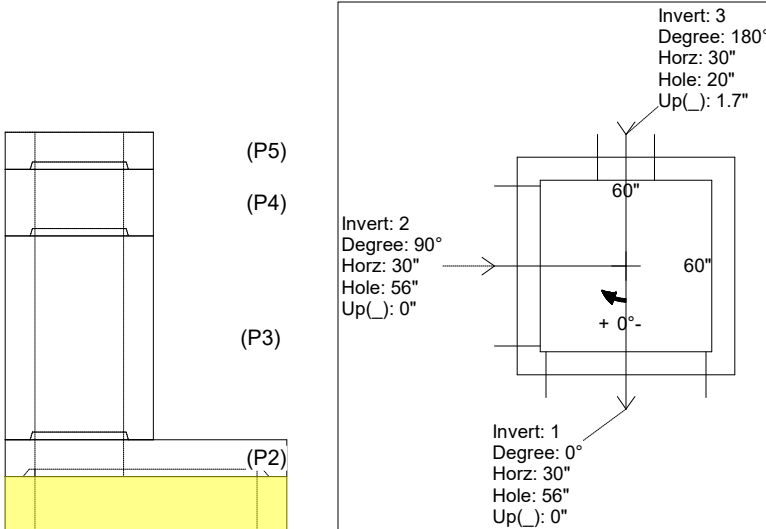 (P5)
(P4)
(P3)
(P2)
Invert: 3
Degree: 180°
Horz: 30"
Hole: 20"
Up(_): 1.7"
60"
Invert: 2
Degree: 90°
Horz: 30"
Hole: 56"
Up(_): 0"
60"
+ 0°-
Invert: 1
Degree: 0°
Horz: 30"
Hole: 56"
Up(_): 0"